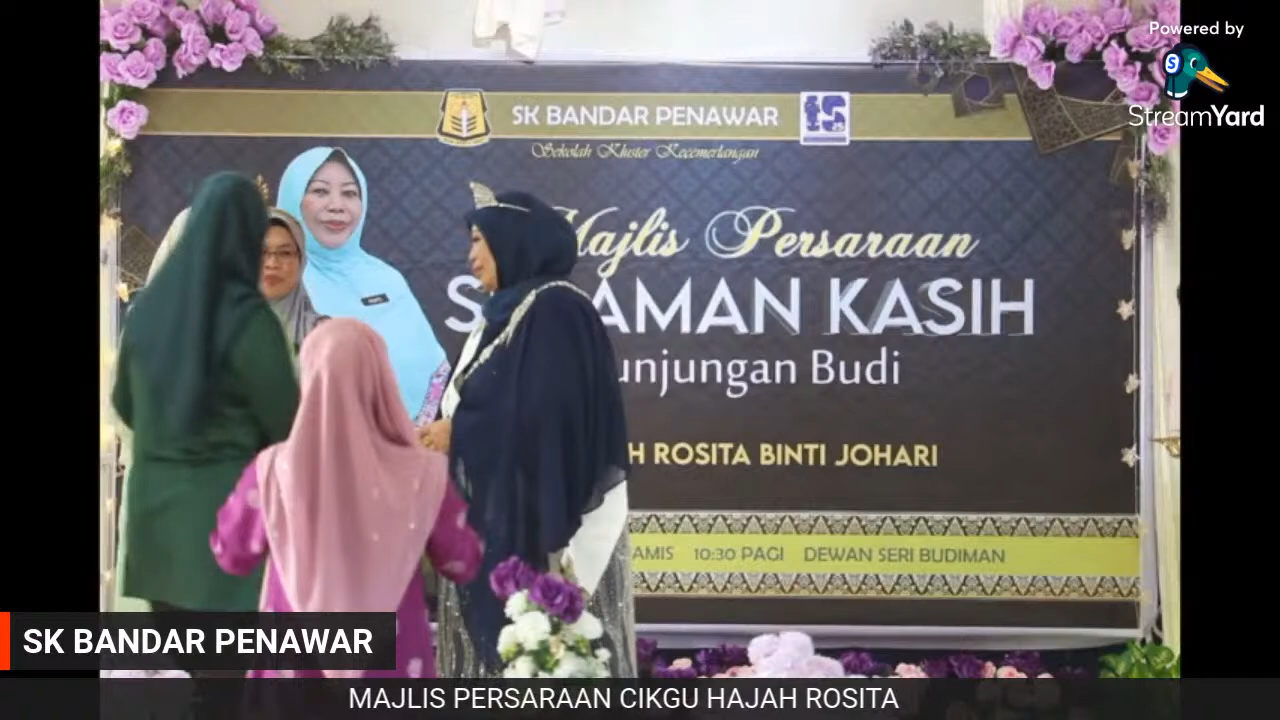 Powered by
StreamYard
SK BANDAR PENAWAR
Sekolah Kluster Kecemerlangan
Majlis Persaraan
AMAN KASIH
unjungan Budi
H ROSITA BINTI JOHARI
AMIS 10:30 PAGI DEWAN SERI BUDIMAN
SK BANDAR PENAWAR
MAJLIS PERSARAAN CIKGU HAJAH ROSITA